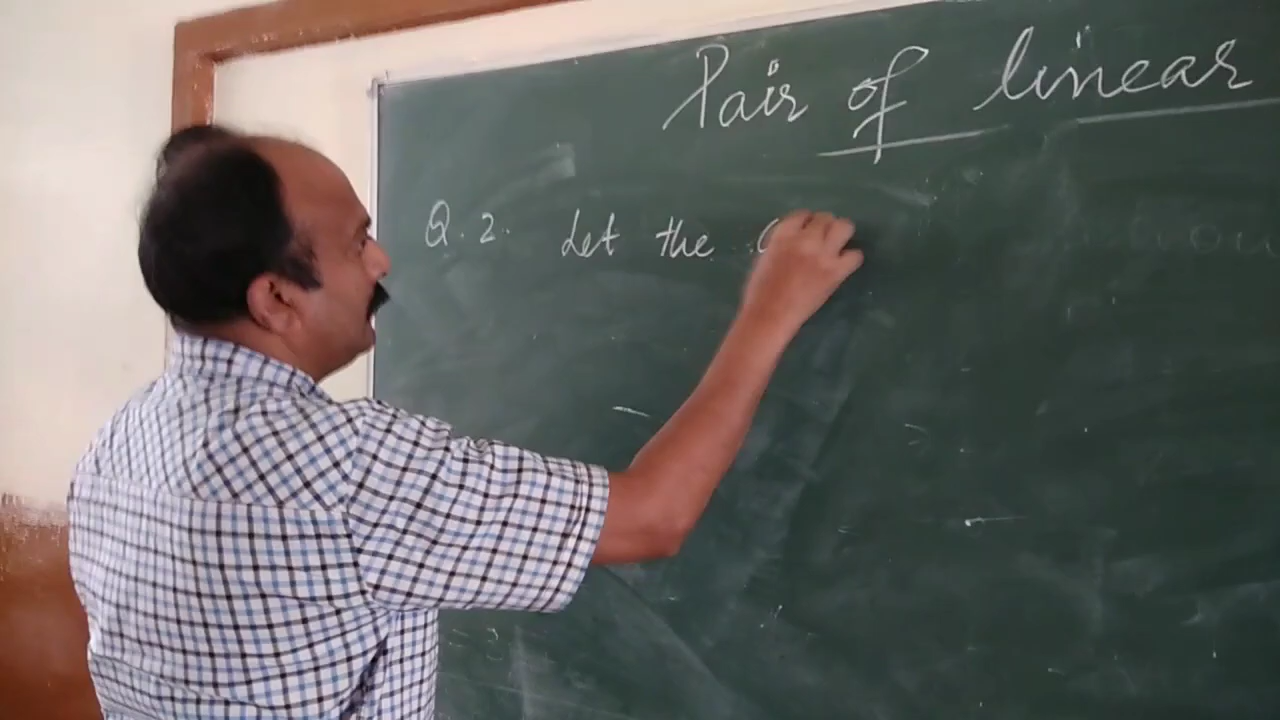 Pair of linear
Q.2. Let the